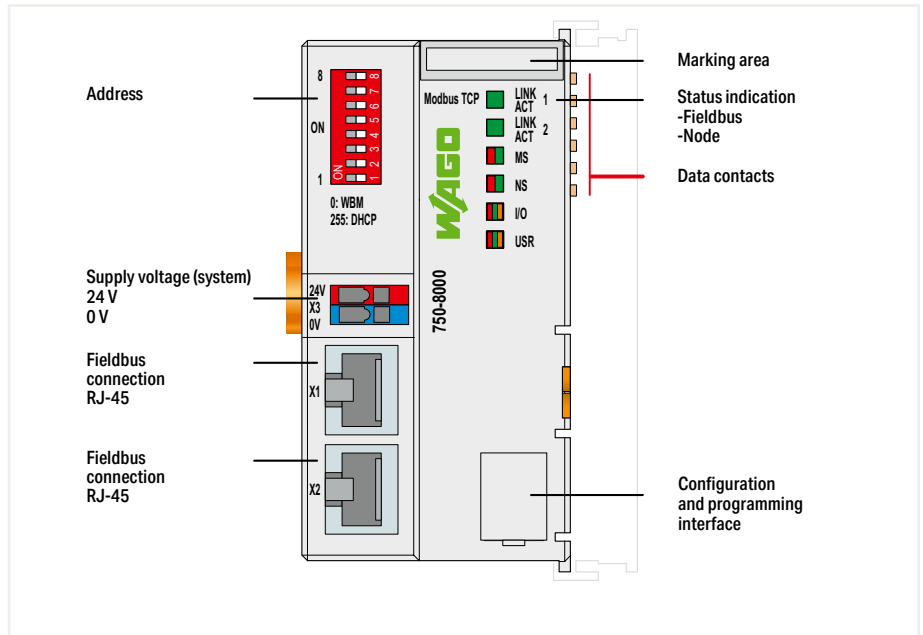 Address
Supply voltage (system)
24 V
0 V
Fieldbus
connection
RJ-45
Fieldbus
connection
RJ-45
8
ON
1
8
7
6
5
4
3
2
1
ON
0: WBM
255: DHCP
24V
X3
0V
X1
X2
Modbus TCP
LINK
ACT
1
LINK
ACT
2
MS
NS
I/O
USR
WAGO
750-8000
Marking area
Status indication
-Fieldbus
-Node
Data contacts
Configuration
and programming
interface